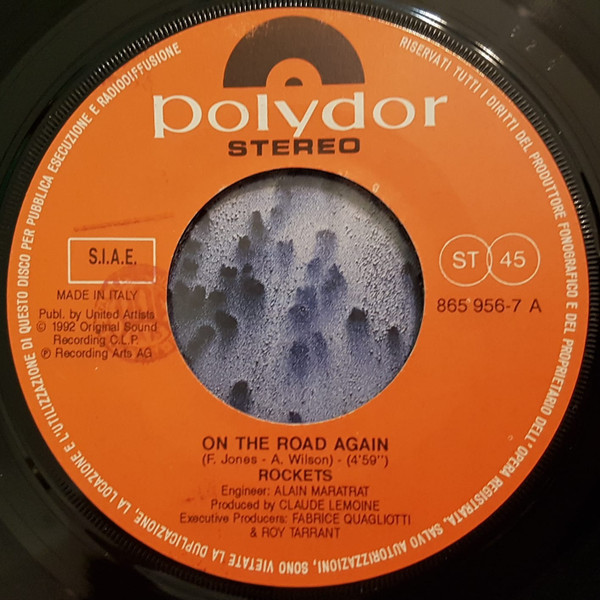 polydor
STEREO
S.I.A.E.
MADE IN ITALY
Publ. by United Artists
© 1992 Original Sound
Recording C.L.P.
℗ Recording Arts AG
ST 45
865 956-7 A
ON THE ROAD AGAIN
(F. Jones - A. Wilson) - (4'59")
ROCKETS
Engineer: ALAIN MARATRAT
Produced by CLAUDE LEMOINE
Executive Producers: FABRICE QUAGLIOTTI
& ROY TARRANT
RISERVATI TUTTI I DIRITTI DEL PRODUTTORE FONOGRAFICO E DEL PROPRIETARIO DELL'OPERA REGISTRATA. SALVO AUTORIZZAZIONI, SONO VIETATE LA DUPLICAZIONE, LA LOCAZIONE E L'UTILIZZAZIONE DI QUESTO DISCO PER PUBBLICA ESECUZIONE E RADIODIFFUSIONE